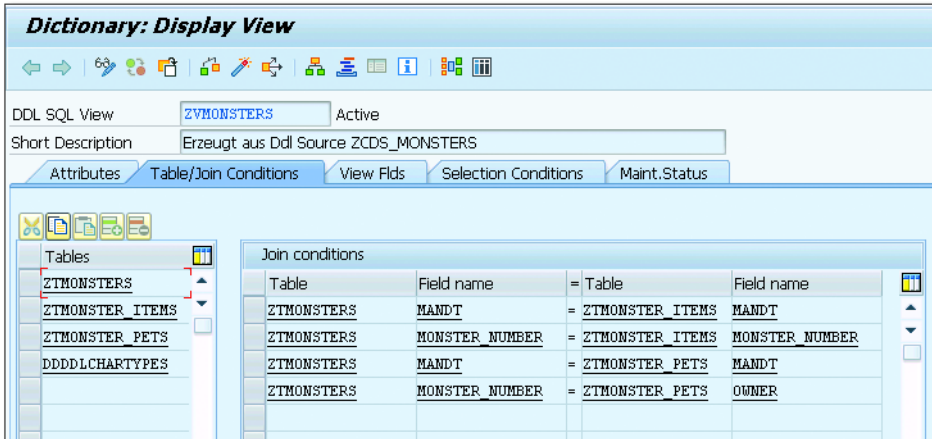 Dictionary: Display View
DDL SQL View ZVMONSTERS Active
Short Description Erzeugt aus Ddl Source ZCDS_MONSTERS
Attributes Table/Join Conditions View Flds Selection Conditions Maint.Status
Tables
ZTMONSTERS
ZTMONSTER_ITEMS
ZTMONSTER_PETS
DDDDLCHARTYPES
Join conditions
Table Field name = Table Field name
ZTMONSTERS MANDT = ZTMONSTER_ITEMS MANDT
ZTMONSTERS MONSTER_NUMBER = ZTMONSTER_ITEMS MONSTER_NUMBER
ZTMONSTERS MANDT = ZTMONSTER_PETS MANDT
ZTMONSTERS MONSTER_NUMBER = ZTMONSTER_PETS OWNER